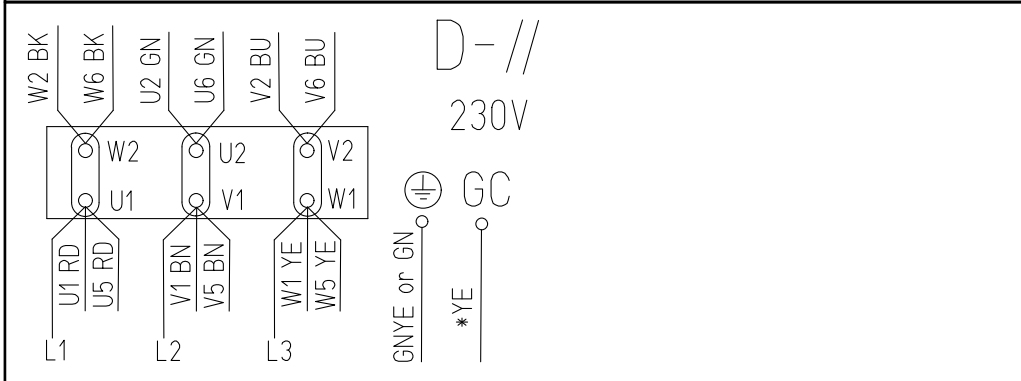 W2 BK
W6 BK
U2 GN
U6 GN
V2 BU
V6 BU
D-//
230V
W2
U2
V2
U1
V1
W1
GC
U1 RD
U5 RD
V1 BN
V5 BN
W1 YE
W5 YE
GNYE or GN
*YE
L1
L2
L3